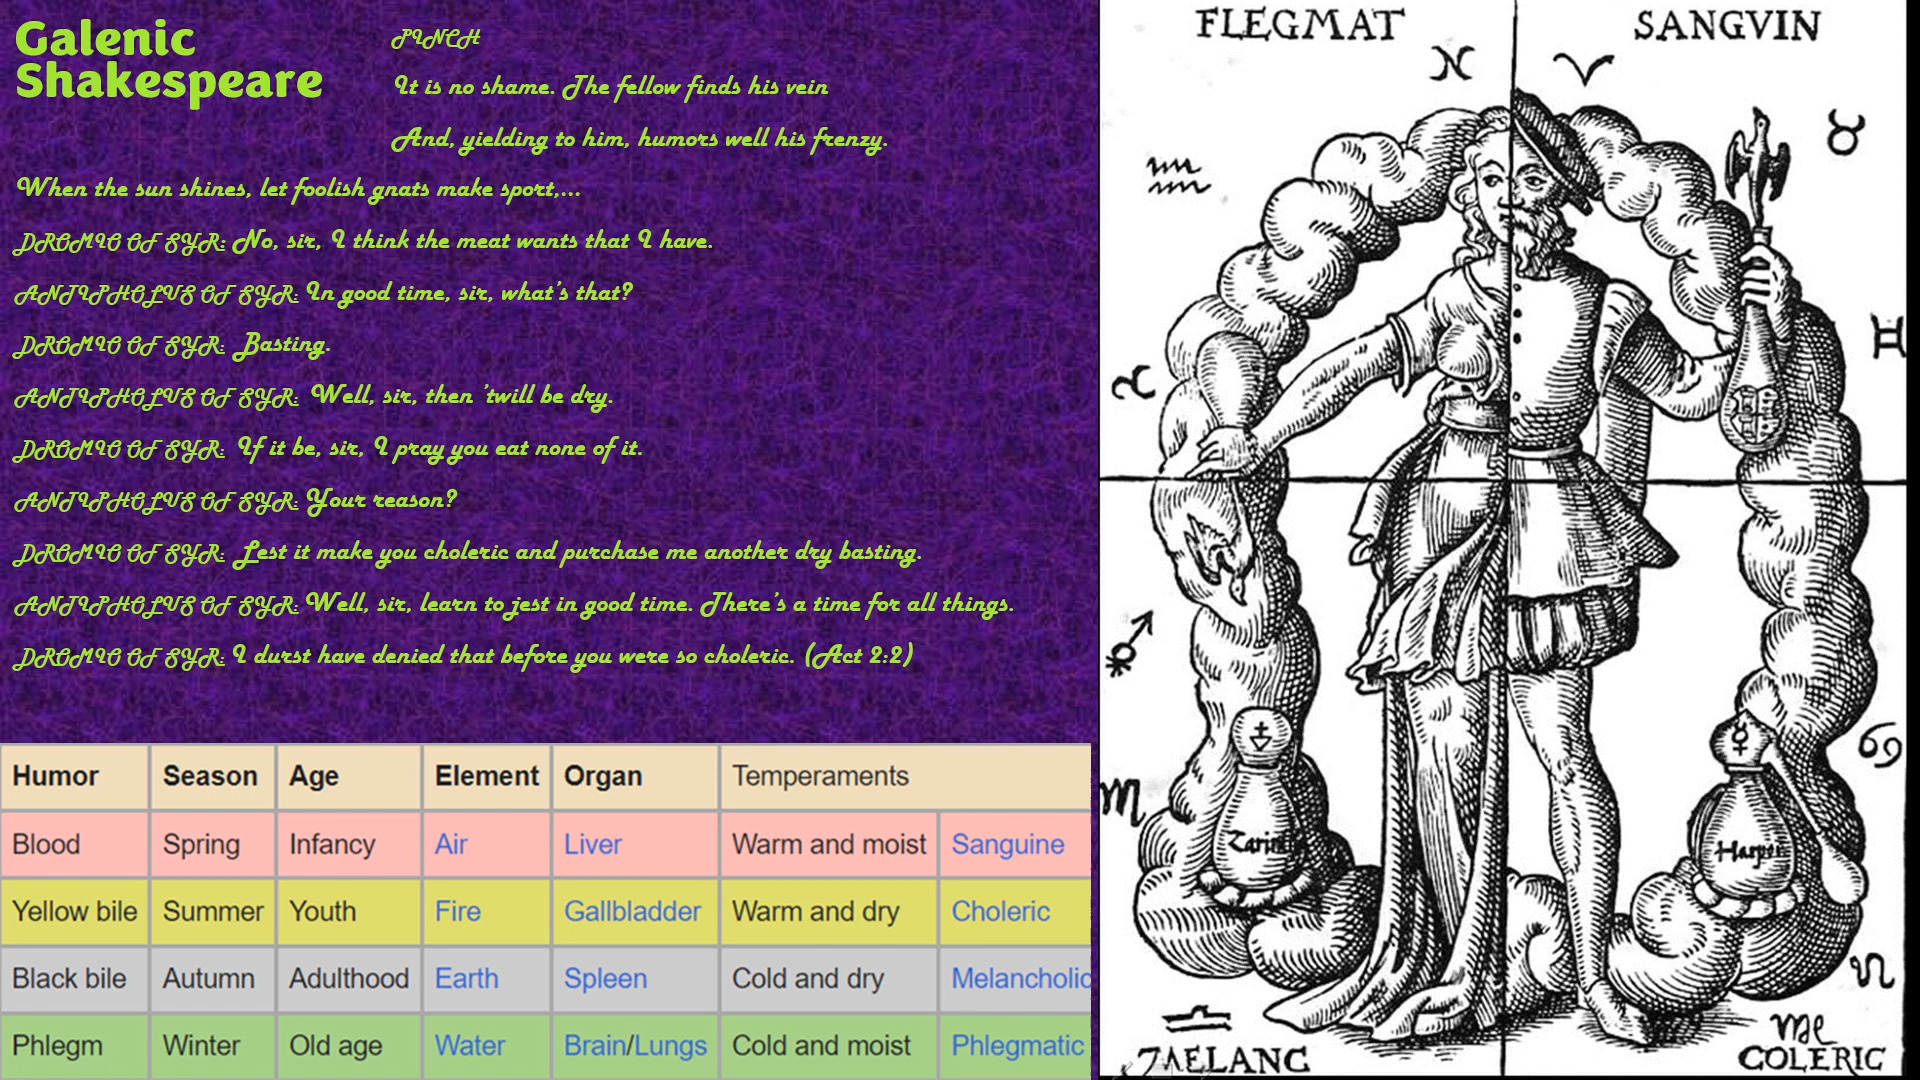 Galenic
Shakespeare
PINCH
It is no shame. The fellow finds his vein
And, yielding to him, humors well his frenzy.
When the sun shines, let foolish gnats make sport,...
DROMIO OF SYR: No, sir, I think the meat wants that I have.
ANTIPHOLUS OF SYR: In good time, sir, what's that?
DROMIO OF SYR: Basting.
ANTIPHOLUS OF SYR: Well, sir, then 'twill be dry.
DROMIO OF SYR: If it be, sir, I pray you eat none of it.
ANTIPHOLUS OF SYR: Your reason?
DROMIO OF SYR: Lest it make you choleric and purchase me another dry basting.
ANTIPHOLUS OF SYR: Well, sir, learn to jest in good time. There's a time for all things.
DROMIO OF SYR: I durst have denied that before you were so choleric. (Act 2:2)
Humor Season Age Element Organ Temperaments
Blood Spring Infancy Air Liver Warm and moist Sanguine
Yellow bile Summer Youth Fire Gallbladder Warm and dry Choleric
Black bile Autumn Adulthood Earth Spleen Cold and dry Melancholic
Phlegm Winter Old age Water Brain/Lungs Cold and moist Phlegmatic
FLEGMAT SANGVIN
MELANC COLERIC